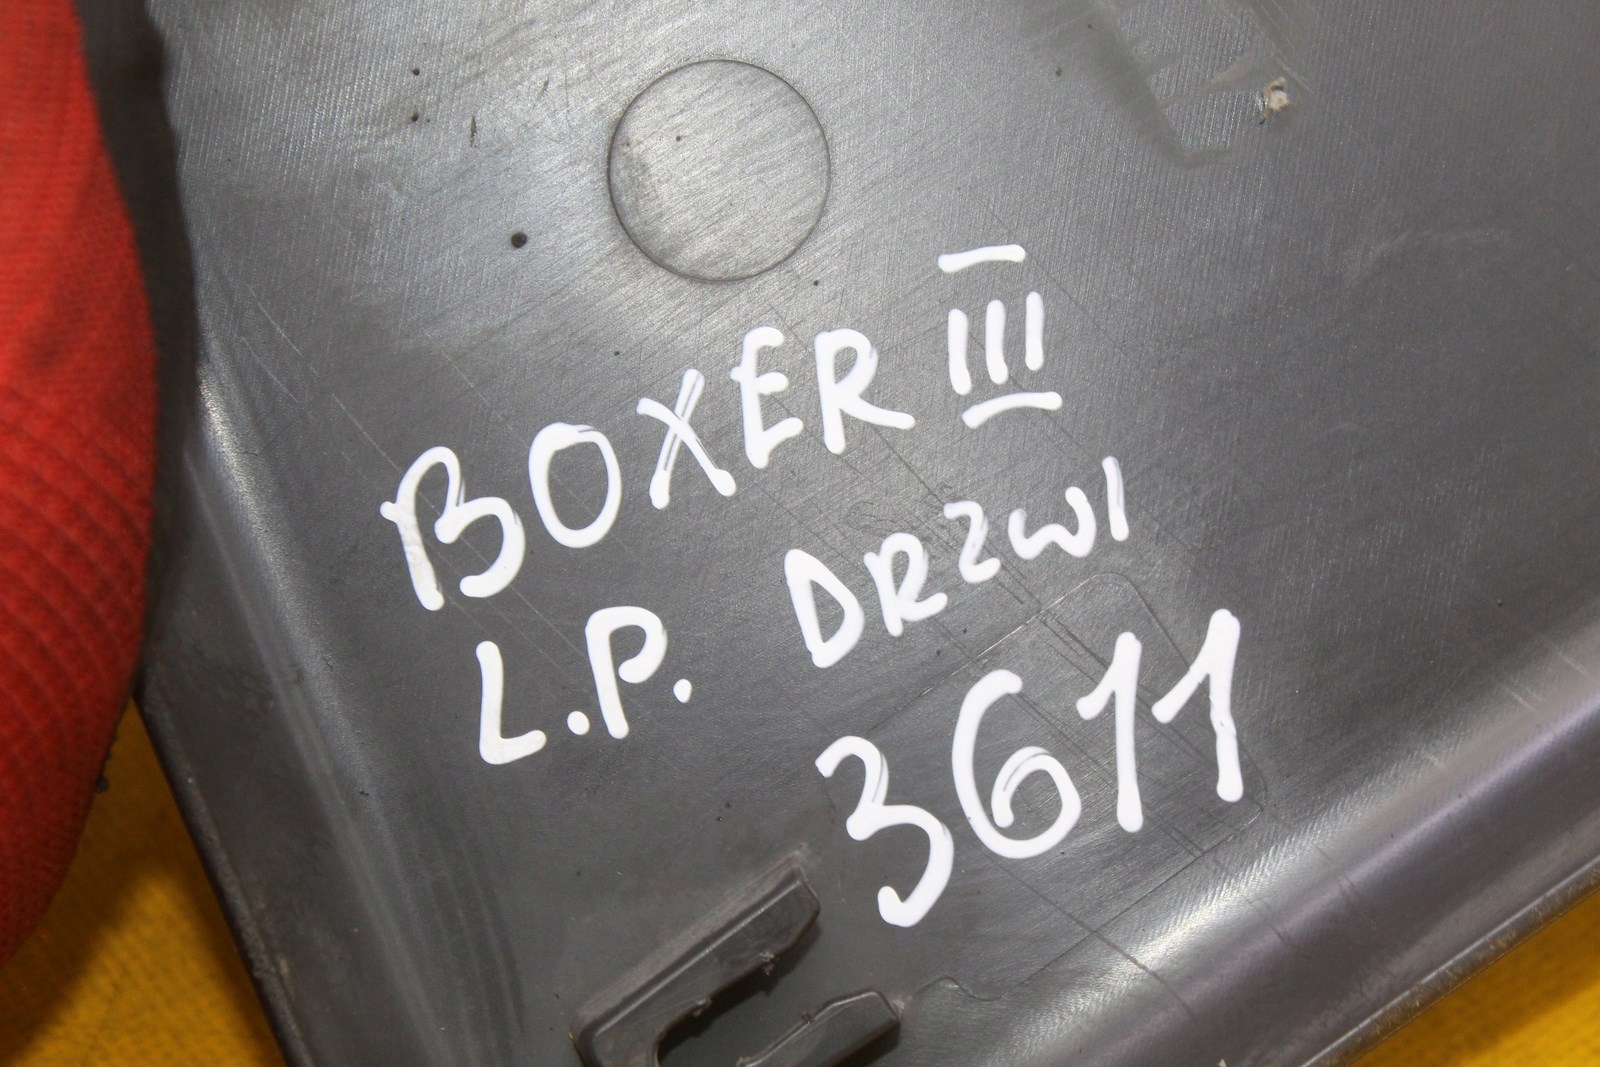 BOXER III
L.P. DRZWI
3611